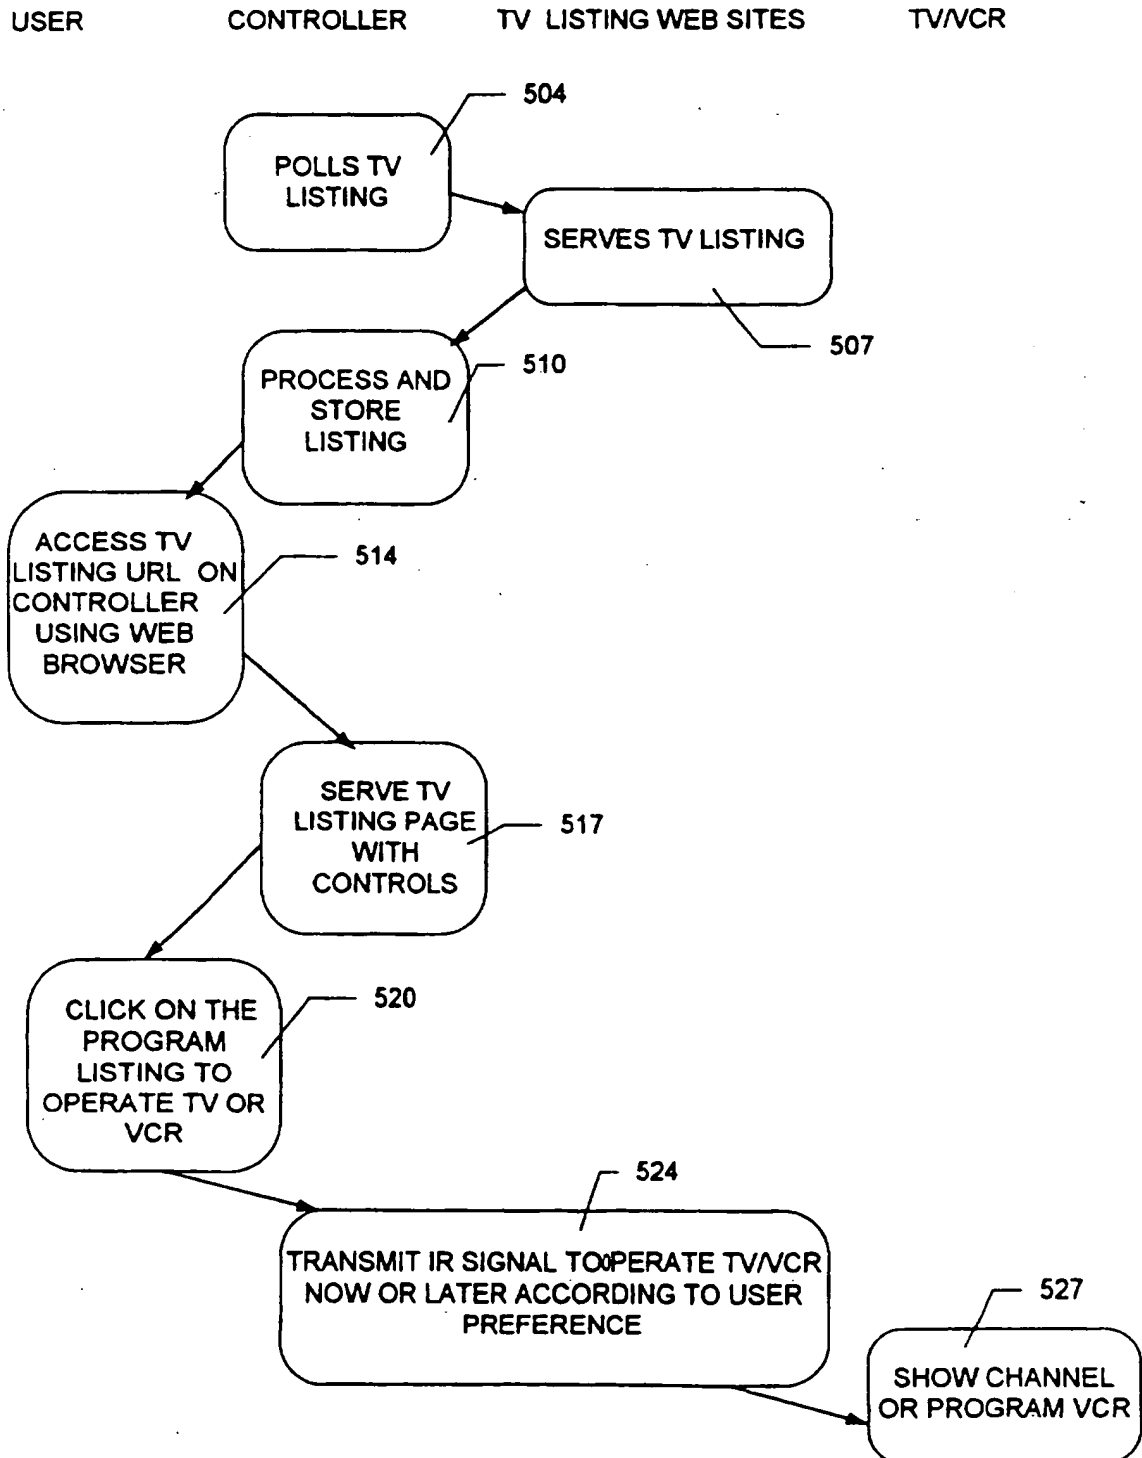 USER CONTROLLER TV LISTING WEB SITES TV/VCR
504
POLLS TV
LISTING
SERVES TV LISTING
507
510
PROCESS AND
STORE
LISTING
ACCESS TV
LISTING URL ON
CONTROLLER
USING WEB
BROWSER
514
SERVE TV
LISTING PAGE
WITH
CONTROLS
517
CLICK ON THE
PROGRAM
LISTING TO
OPERATE TV OR
VCR
520
524
TRANSMIT IR SIGNAL TO OPERATE TV/VCR
NOW OR LATER ACCORDING TO USER
PREFERENCE
527
SHOW CHANNEL
OR PROGRAM VCR